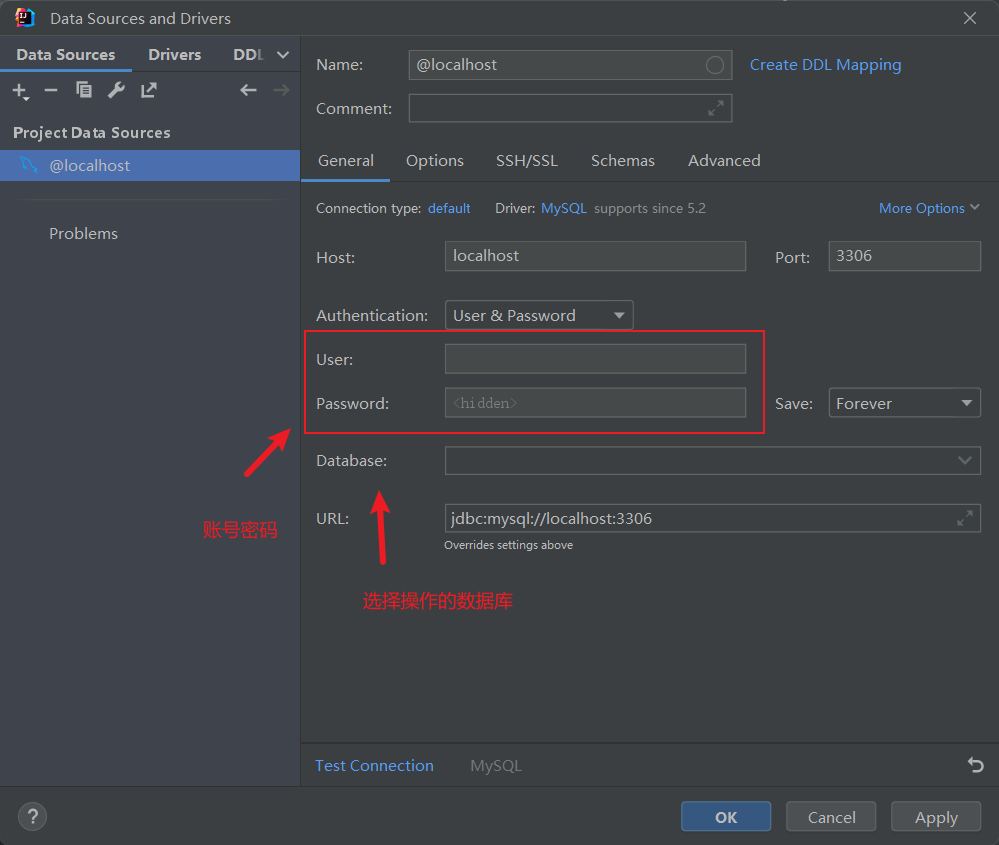 Data Sources and Drivers
Data Sources Drivers DDL
Project Data Sources
@localhost
Problems
Name: @localhost Create DDL Mapping
Comment:
General Options SSH/SSL Schemas Advanced
Connection type: default Driver: MySQL supports since 5.2 More Options
Host: localhost Port: 3306
Authentication: User & Password
User:
Password: <hidden> Save: Forever
Database:
账号密码
URL: jdbc:mysql://localhost:3306
Overrides settings above
选择操作的数据库
Test Connection MySQL
? OK Cancel Apply